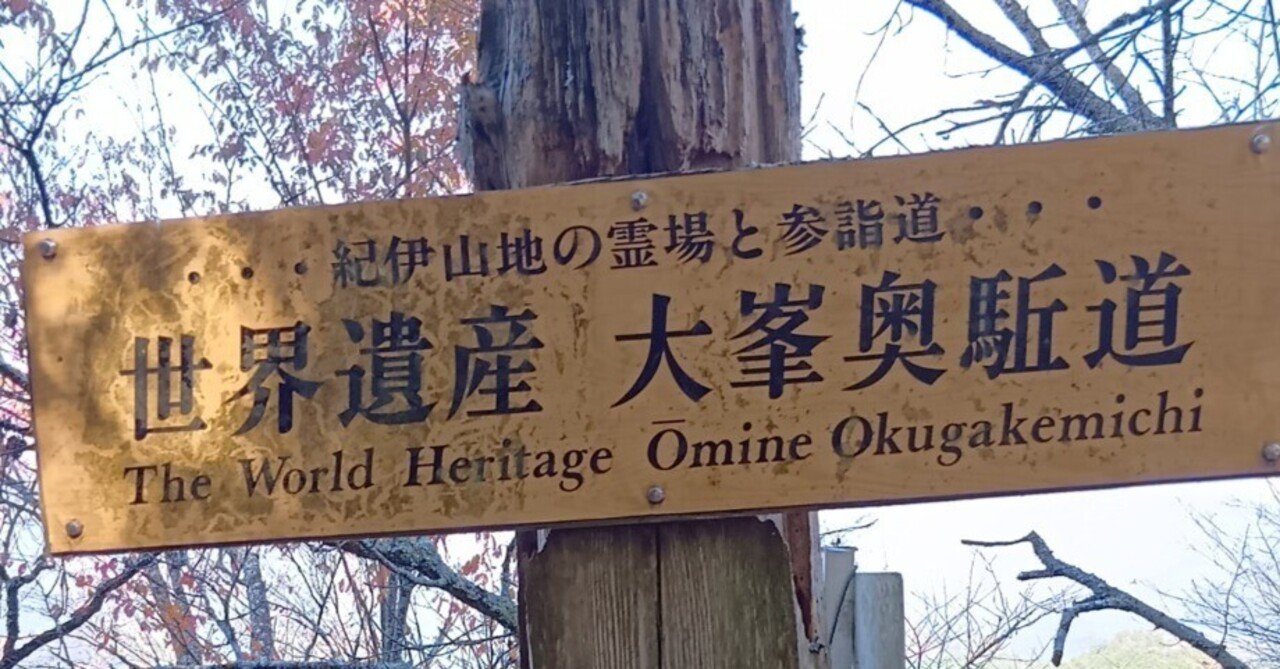 ・・・紀伊山地の霊場と参詣道・・・
世界遺産 大峯奥駈道
The World Heritage Ōmine Okugakemichi